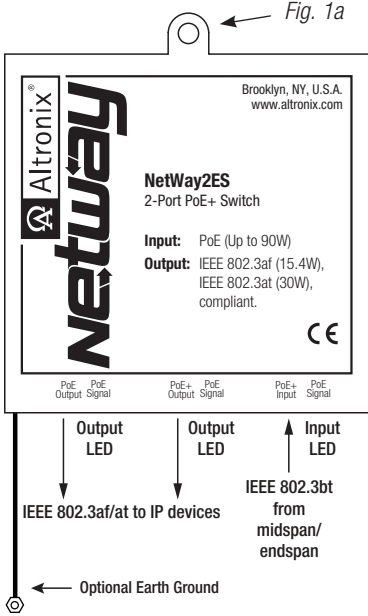 Fig. 1a
Altronix®
Netway
Brooklyn, NY, U.S.A.
www.altronix.com
NetWay2ES
2-Port PoE+ Switch
Input: PoE (Up to 90W)
Output: IEEE 802.3af (15.4W),
IEEE 802.3at (30W),
compliant.
CE
PoE Output
PoE Signal
PoE+ Output
PoE Signal
PoE+ Input
PoE Signal
Output
LED
Output
LED
Input
LED
IEEE 802.3af/at to IP devices
IEEE 802.3bt
from
midspan/
endspan
Optional Earth Ground